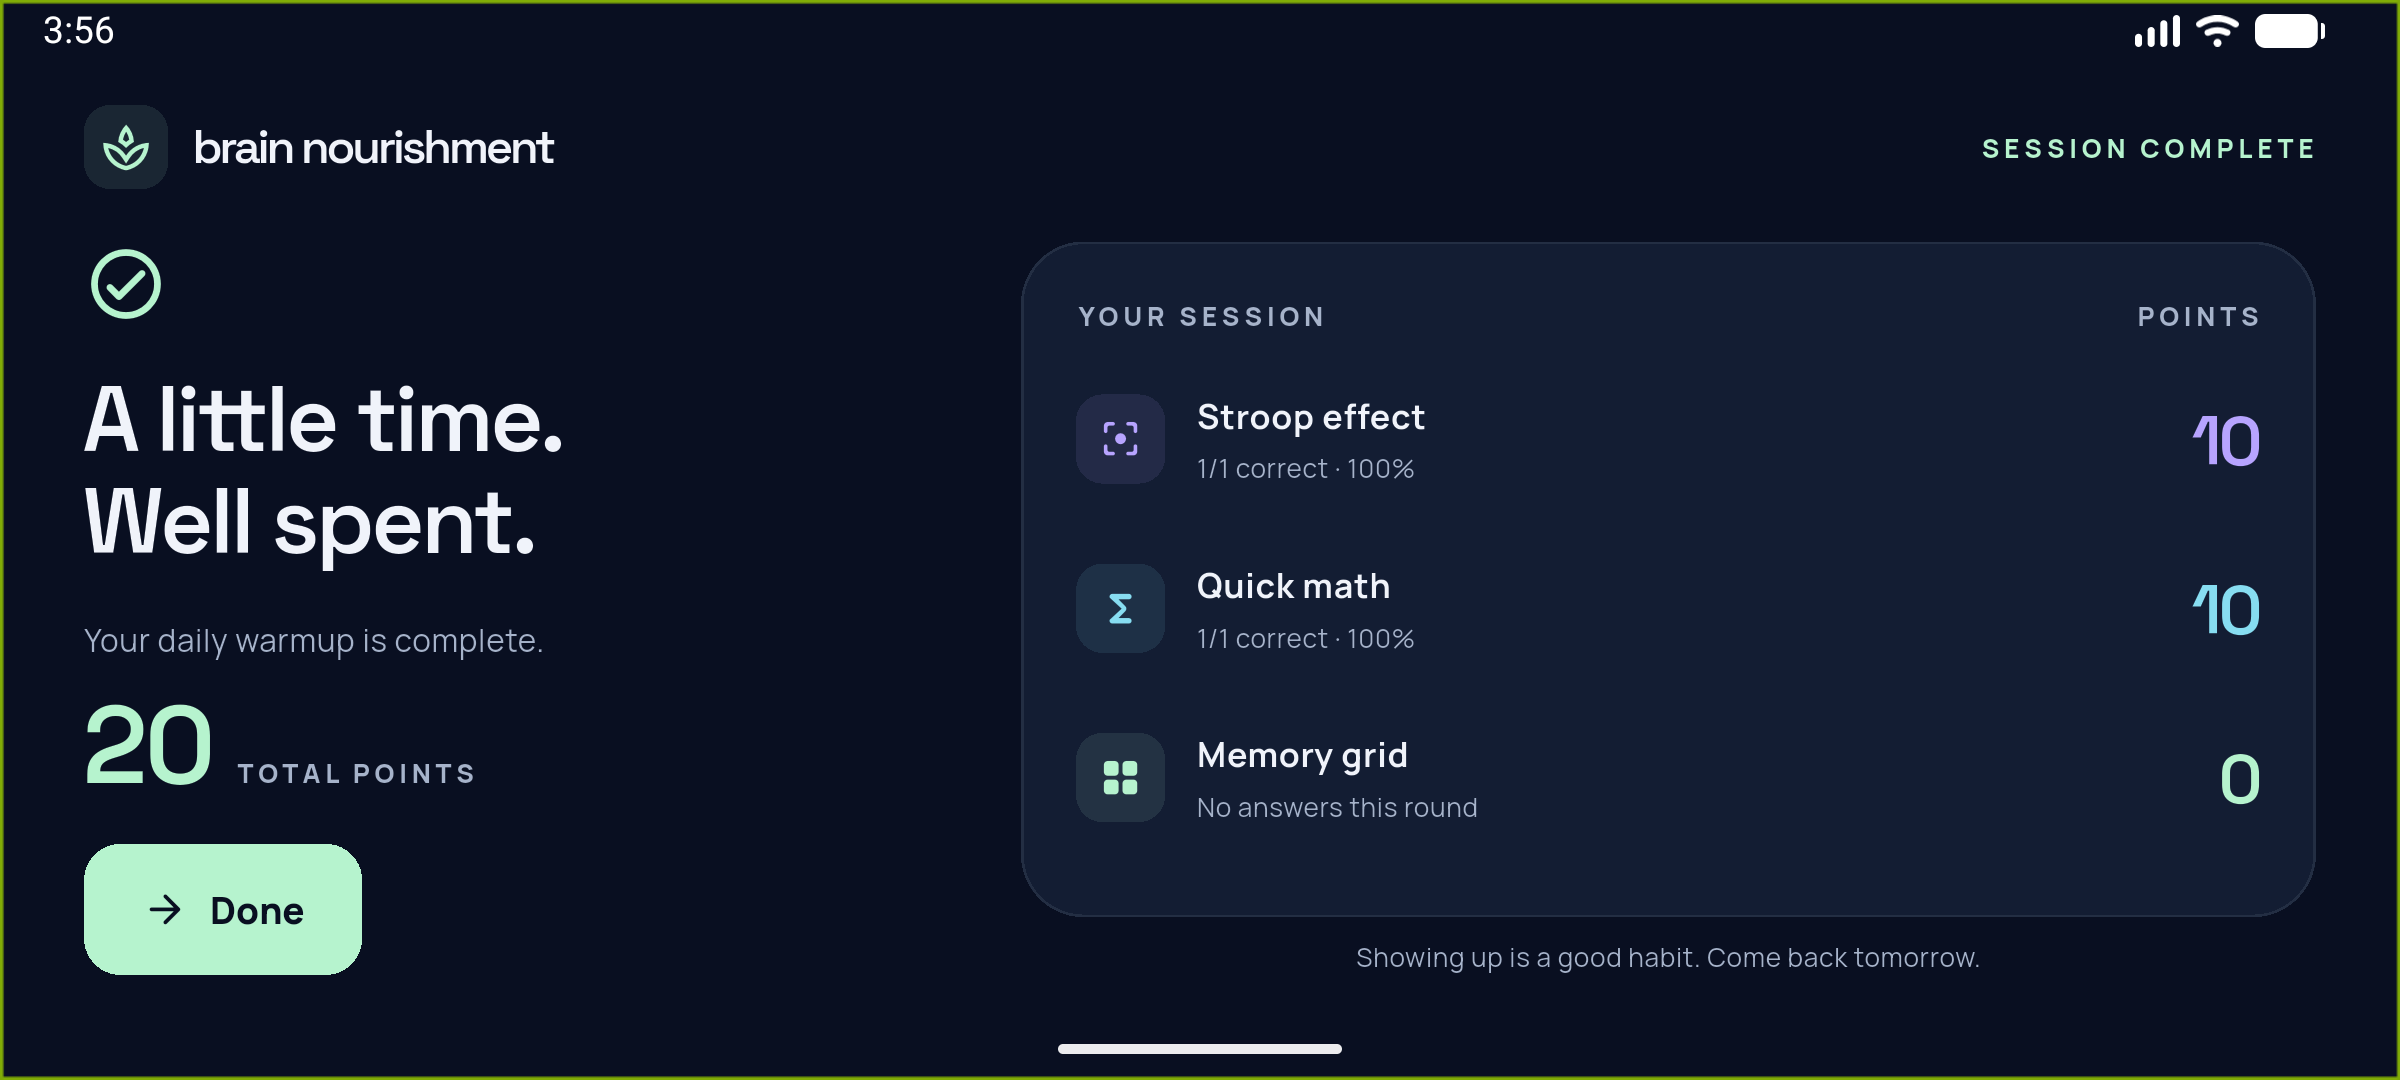 3:56
brain nourishment
SESSION COMPLETE
A little time.
Well spent.
Your daily warmup is complete.
20 TOTAL POINTS
Done
YOUR SESSION POINTS
Stroop effect
1/1 correct · 100%
10
Quick math
1/1 correct · 100%
10
Memory grid
No answers this round
0
Showing up is a good habit. Come back tomorrow.